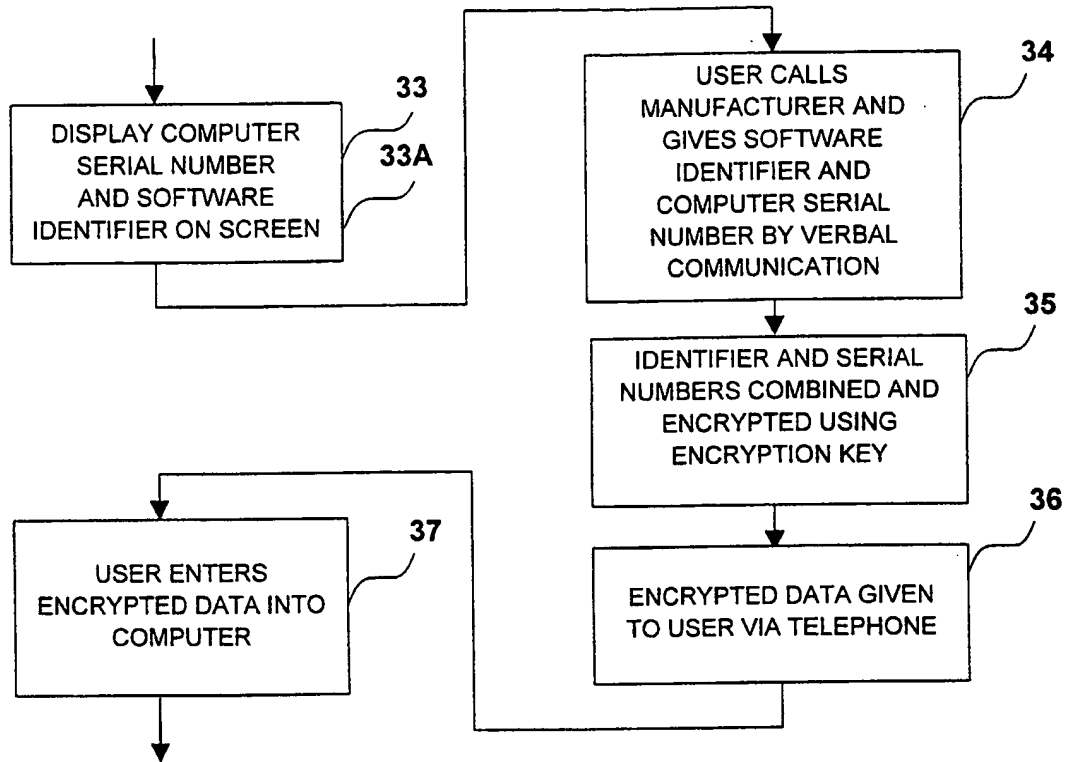 33
33A
DISPLAY COMPUTER
SERIAL NUMBER
AND SOFTWARE
IDENTIFIER ON SCREEN
34
USER CALLS
MANUFACTURER AND
GIVES SOFTWARE
IDENTIFIER AND
COMPUTER SERIAL
NUMBER BY VERBAL
COMMUNICATION
35
IDENTIFIER AND SERIAL
NUMBERS COMBINED AND
ENCRYPTED USING
ENCRYPTION KEY
36
ENCRYPTED DATA GIVEN
TO USER VIA TELEPHONE
37
USER ENTERS
ENCRYPTED DATA INTO
COMPUTER